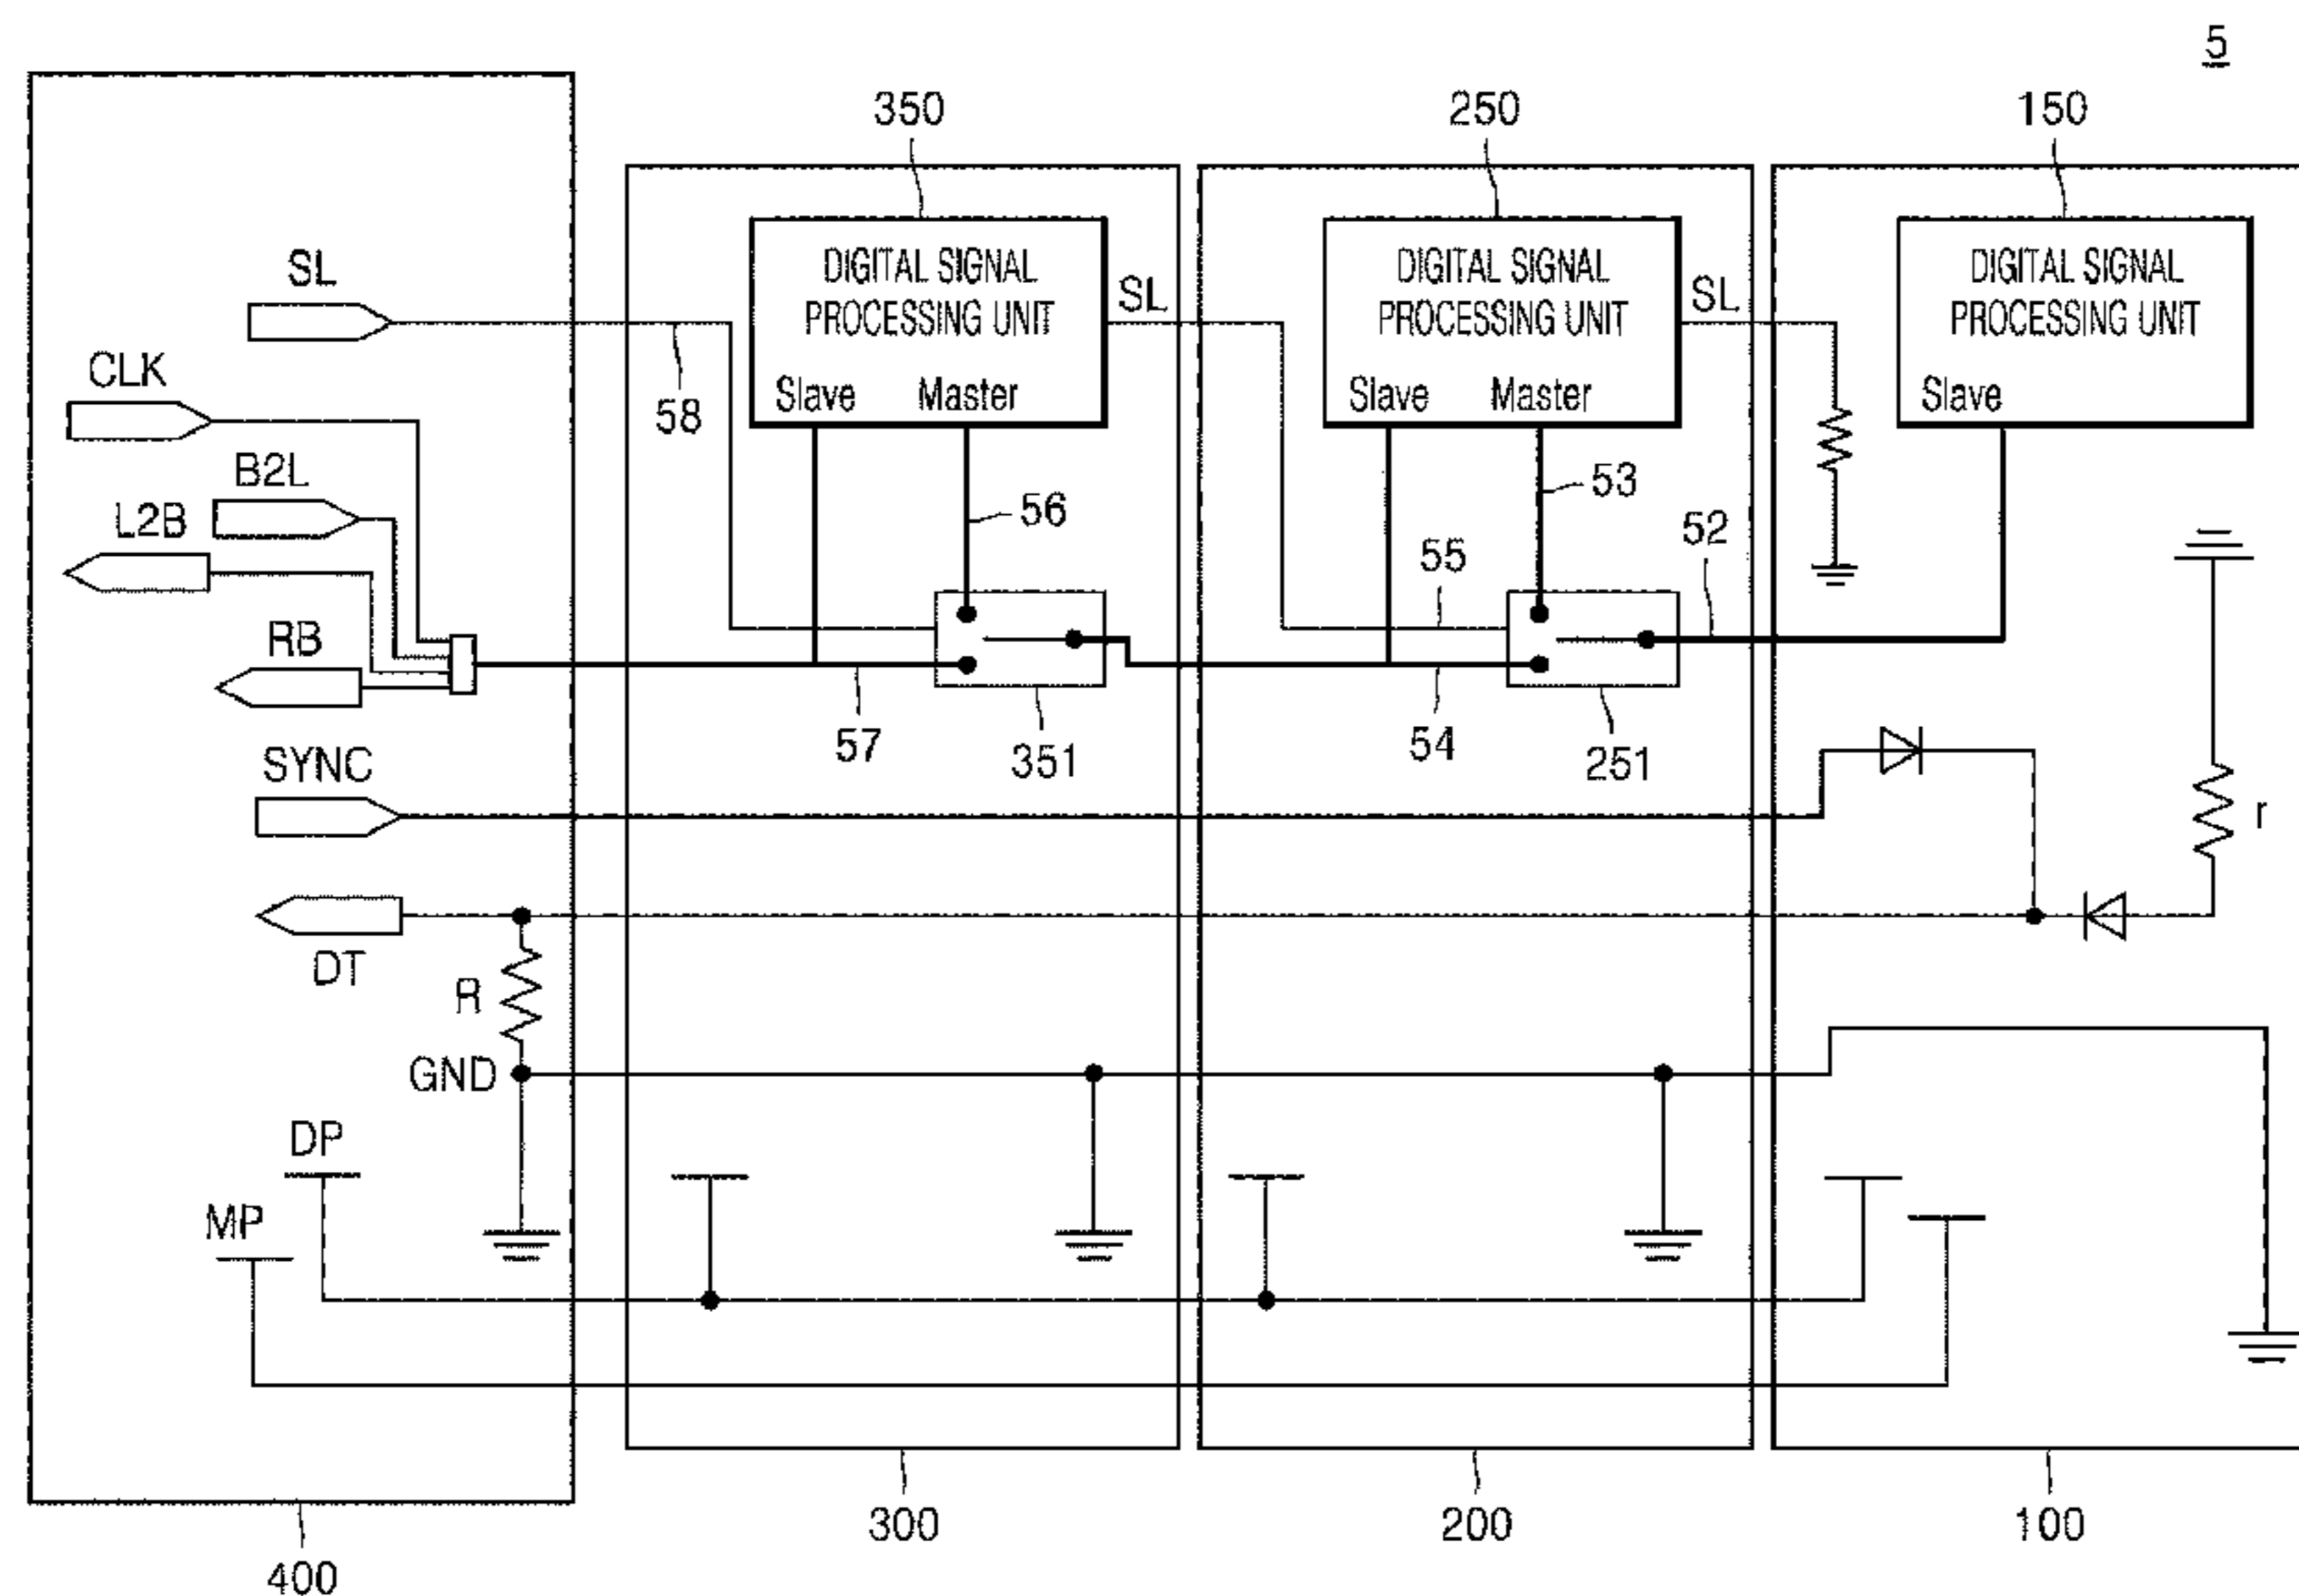 5
350
250
150
DIGITAL SIGNAL
PROCESSING UNIT
Slave
Master
SL
DIGITAL SIGNAL
PROCESSING UNIT
Slave
Master
SL
DIGITAL SIGNAL
PROCESSING UNIT
Slave
SL
CLK
B2L
L2B
RB
58
56
53
55
52
57
351
54
251
SYNC
r
DT
R
GND
DP
MP
300
200
100
400